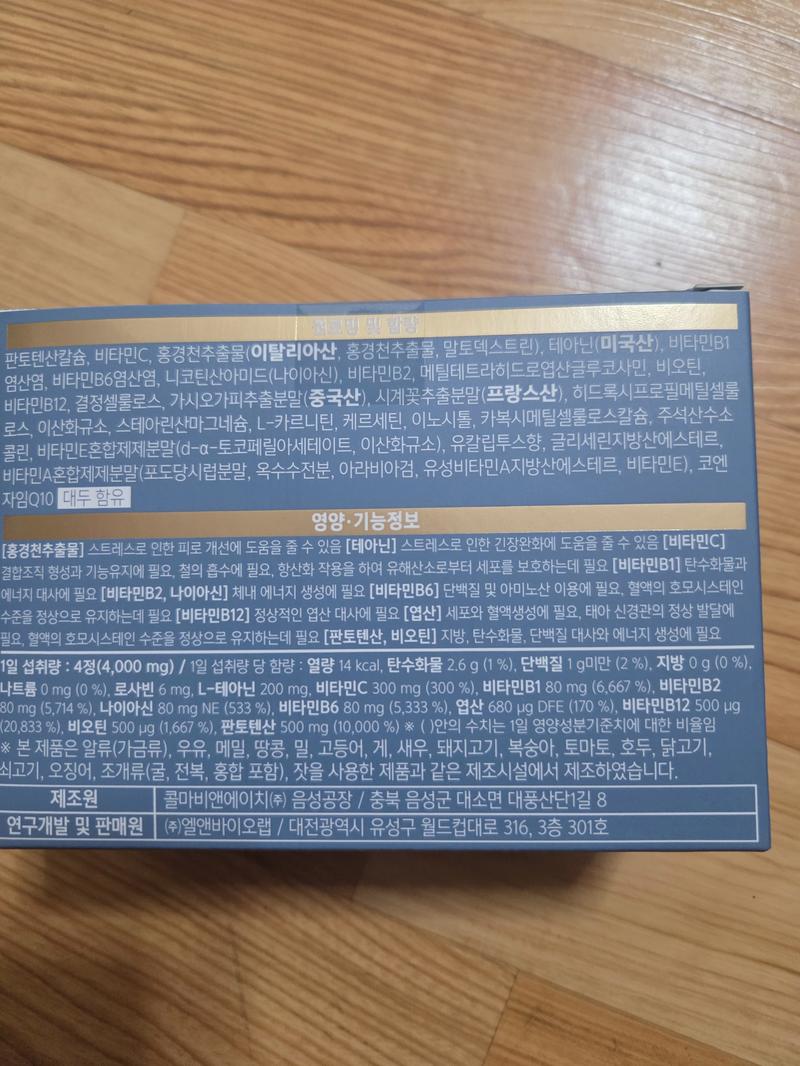 원료명 및 함량
판토텐산칼슘, 비타민C, 홍경천추출물(이탈리아산, 홍경천추출물, 말토덱스트린), 테아닌(미국산), 비타민B1
염산염, 비타민B6염산염, 니코틴산아미드(나이아신), 비타민B2, 메틸테트라히드로엽산글루코사민, 비오틴,
비타민B12, 결정셀룰로스, 가시오가피추출분말(중국산), 시계꽃추출분말(프랑스산), 히드록시프로필메틸셀룰
로스, 이산화규소, 스테아린산마그네슘, L-카르니틴, 케르세틴, 이노시톨, 카복시메틸셀룰로스칼슘, 주석산수소
콜린, 비타민E혼합제제분말(d-α-토코페릴아세테이트, 이산화규소), 유칼립투스향, 글리세린지방산에스테르,
비타민A혼합제제분말(포도당시럽분말, 옥수수전분, 아라비아검, 유성비타민A지방산에스테르, 비타민E), 코엔
자임Q10 대두 함유
영양·기능정보
[홍경천추출물] 스트레스로 인한 피로 개선에 도움을 줄 수 있음 [테아닌] 스트레스로 인한 긴장완화에 도움을 줄 수 있음 [비타민C]
결합조직 형성과 기능유지에 필요, 철의 흡수에 필요, 항산화 작용을 하여 유해산소로부터 세포를 보호하는데 필요 [비타민B1] 탄수화물과
에너지 대사에 필요 [비타민B2, 나이아신] 체내 에너지 생성에 필요 [비타민B6] 단백질 및 아미노산 이용에 필요, 혈액의 호모시스테인
수준을 정상으로 유지하는데 필요 [비타민B12] 정상적인 엽산 대사에 필요 [엽산] 세포와 혈액생성에 필요, 태아 신경관의 정상 발달에
필요, 혈액의 호모시스테인 수준을 정상으로 유지하는데 필요 [판토텐산, 비오틴] 지방, 탄수화물, 단백질 대사와 에너지 생성에 필요
1일 섭취량 : 4정(4,000 mg) / 1일 섭취량 당 함량 : 열량 14 kcal, 탄수화물 2.6 g (1 %), 단백질 1 g미만 (2 %), 지방 0 g (0 %),
나트륨 0 mg (0 %), 로사빈 6 mg, L-테아닌 200 mg, 비타민C 300 mg (300 %), 비타민B1 80 mg (6,667 %), 비타민B2
80 mg (5,714 %), 나이아신 80 mg NE (533 %), 비타민B6 80 mg (5,333 %), 엽산 680 μg DFE (170 %), 비타민B12 500 μg
(20,833 %), 비오틴 500 μg (1,667 %), 판토텐산 500 mg (10,000 %) ※ ( )안의 수치는 1일 영양성분기준치에 대한 비율임
※ 본 제품은 알류(가금류), 우유, 메밀, 땅콩, 밀, 고등어, 게, 새우, 돼지고기, 복숭아, 토마토, 호두, 닭고기,
쇠고기, 오징어, 조개류(굴, 전복, 홍합 포함), 잣을 사용한 제품과 같은 제조시설에서 제조하였습니다.
제조원 콜마비앤에이치㈜ 음성공장 / 충북 음성군 대소면 대풍산단1길 8
연구개발 및 판매원 ㈜엘앤바이오랩 / 대전광역시 유성구 월드컵대로 316, 3층 301호